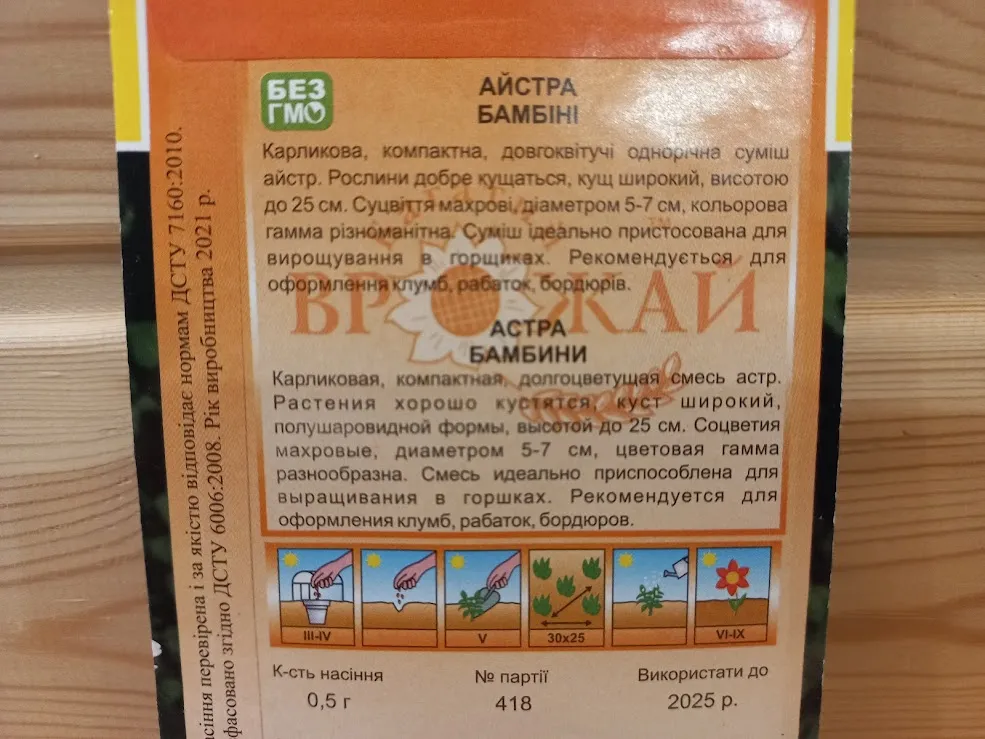 БЕЗ
ГМО
АЙСТРА
БАМБІНІ
Карликова, компактна, довгоквітучі однорічна суміш
айстр. Рослини добре кущаться, кущ широкий, висотою
до 25 см. Суцвіття махрові, діаметром 5-7 см, кольорова
гамма різноманітна. Суміш ідеально пристосована для
вирощування в горщиках. Рекомендується для
оформлення клумб, рабаток, бордюрів.
ВРОЖАЙ
TM
АСТРА
БАМБИНИ
Карликовая, компактная, долгоцветущая смесь астр.
Растения хорошо кустятся, куст широкий,
полушаровидной формы, высотой до 25 см. Соцветия
махровые, диаметром 5-7 см, цветовая гамма
разнообразна. Смесь идеально приспособлена для
выращивания в горшках. Рекомендуется для
оформления клумб, рабаток, бордюров.
III-IV
V
30x25
VI-IX
К-сть насіння
0,5 г
№ партії
418
Використати до
2025 р.
сіння перевірена і за якістю відповідає нормам ДСТУ 7160:2010.
фасовано згідно ДСТУ 6006:2008. Рік виробництва 2021 р.